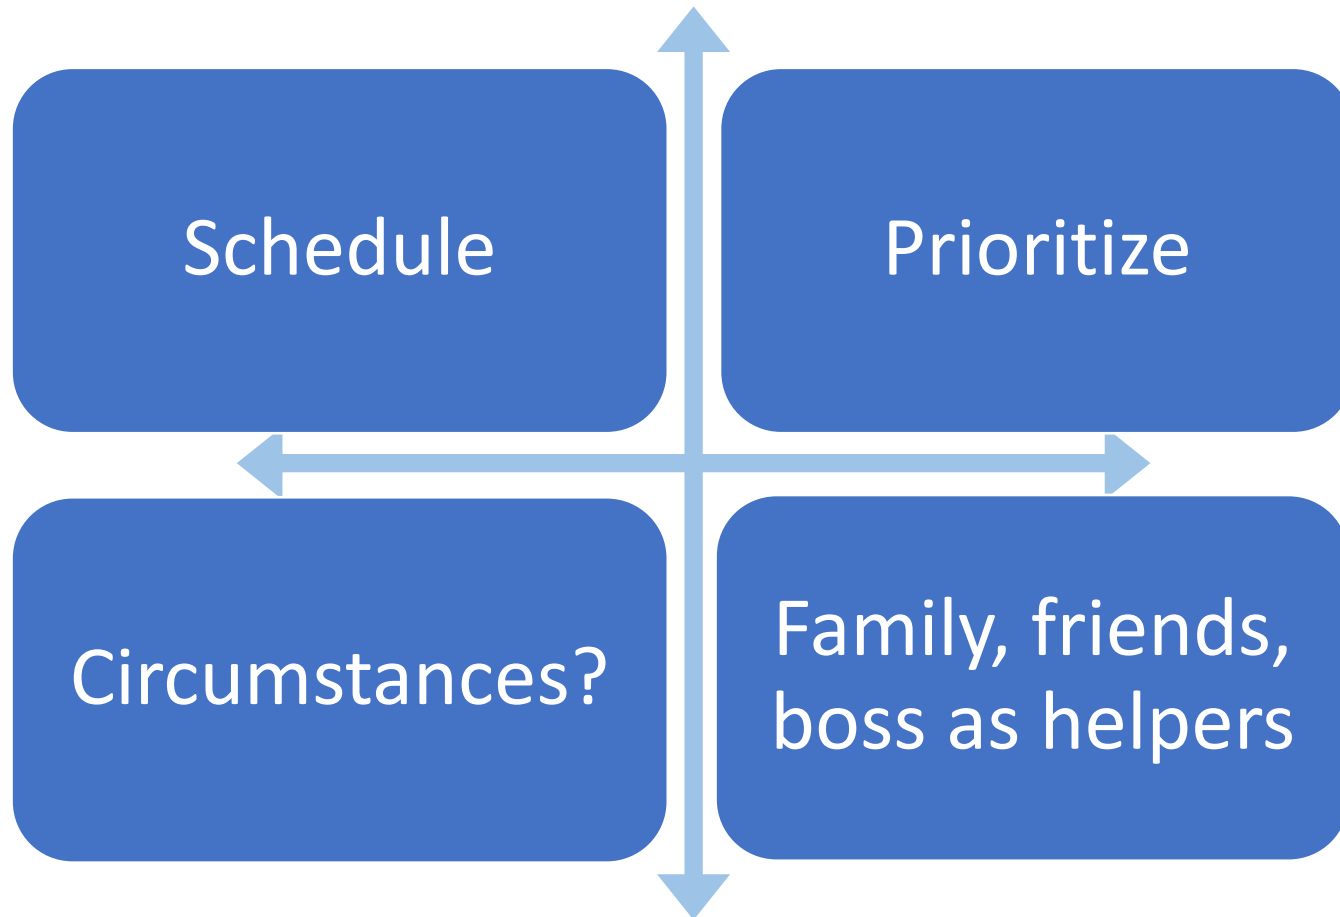 Schedule
Prioritize
Circumstances?
Family, friends,
boss as helpers